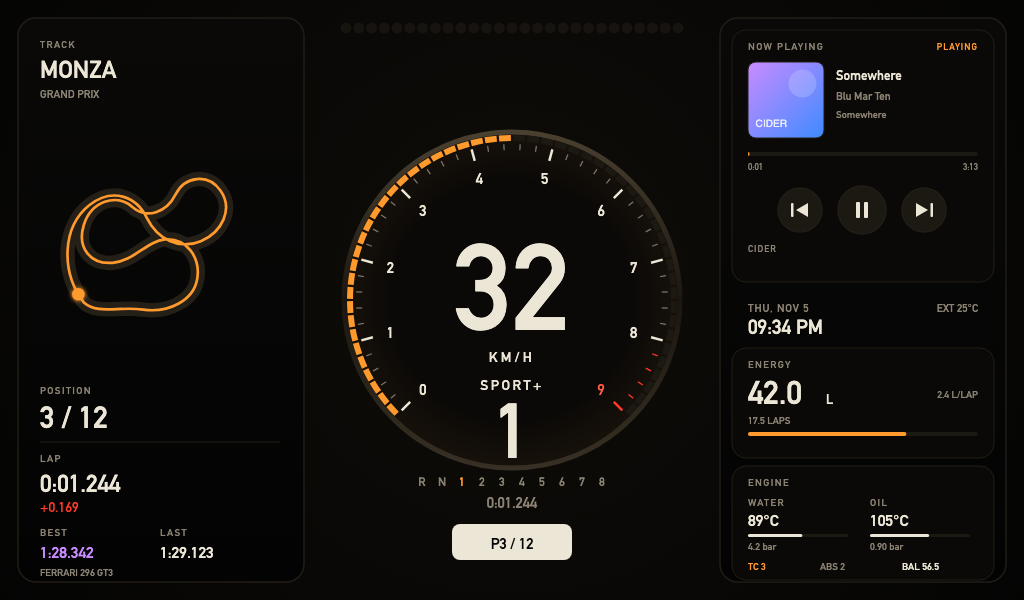 TRACK
MONZA
GRAND PRIX
POSITION
3 / 12
LAP
0:01.244
+0.169
BEST
LAST
1:28.342
1:29.123
FERRARI 296 GT3
0
1
2
3
4
5
6
7
8
9
32
KM/H
SPORT+
1
R N 1 2 3 4 5 6 7 8
0:01.244
P3 / 12
NOW PLAYING
PLAYING
CIDER
Somewhere
Blu Mar Ten
Somewhere
0:01
3:13
CIDER
THU, NOV 5
EXT 25°C
09:34 PM
ENERGY
42.0 L
2.4 L/LAP
17.5 LAPS
ENGINE
WATER
OIL
89°C
105°C
4.2 bar
0.90 bar
TC 3
ABS 2
BAL 56.5